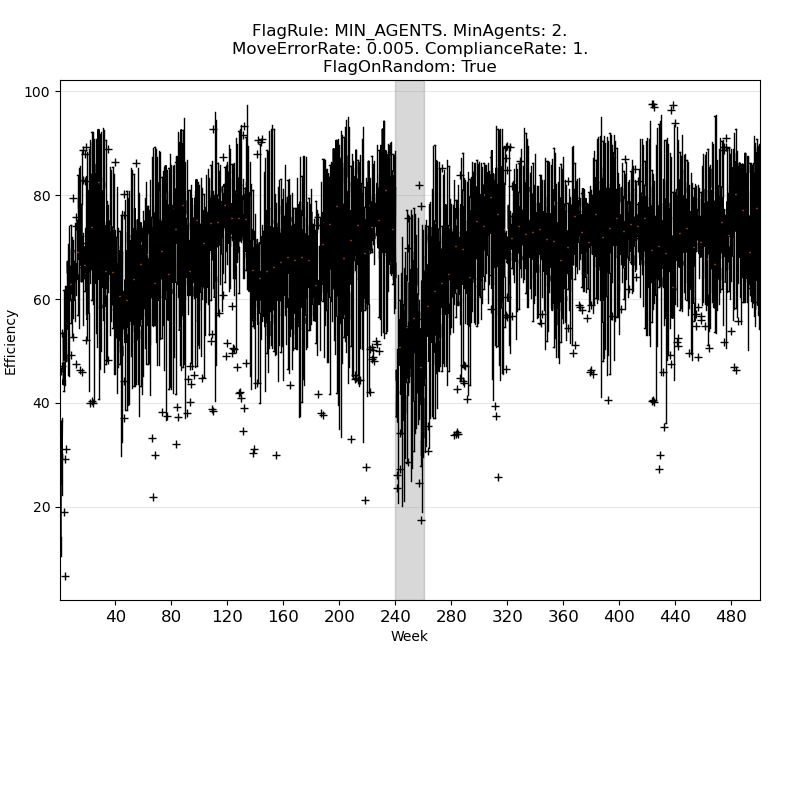 FlagRule: MIN_AGENTS. MinAgents: 2.
MoveErrorRate: 0.005. ComplianceRate: 1.
FlagOnRandom: True
100
80
60
40
20
Efficiency
40 80 120 160 200 240 280 320 360 400 440 480
Week